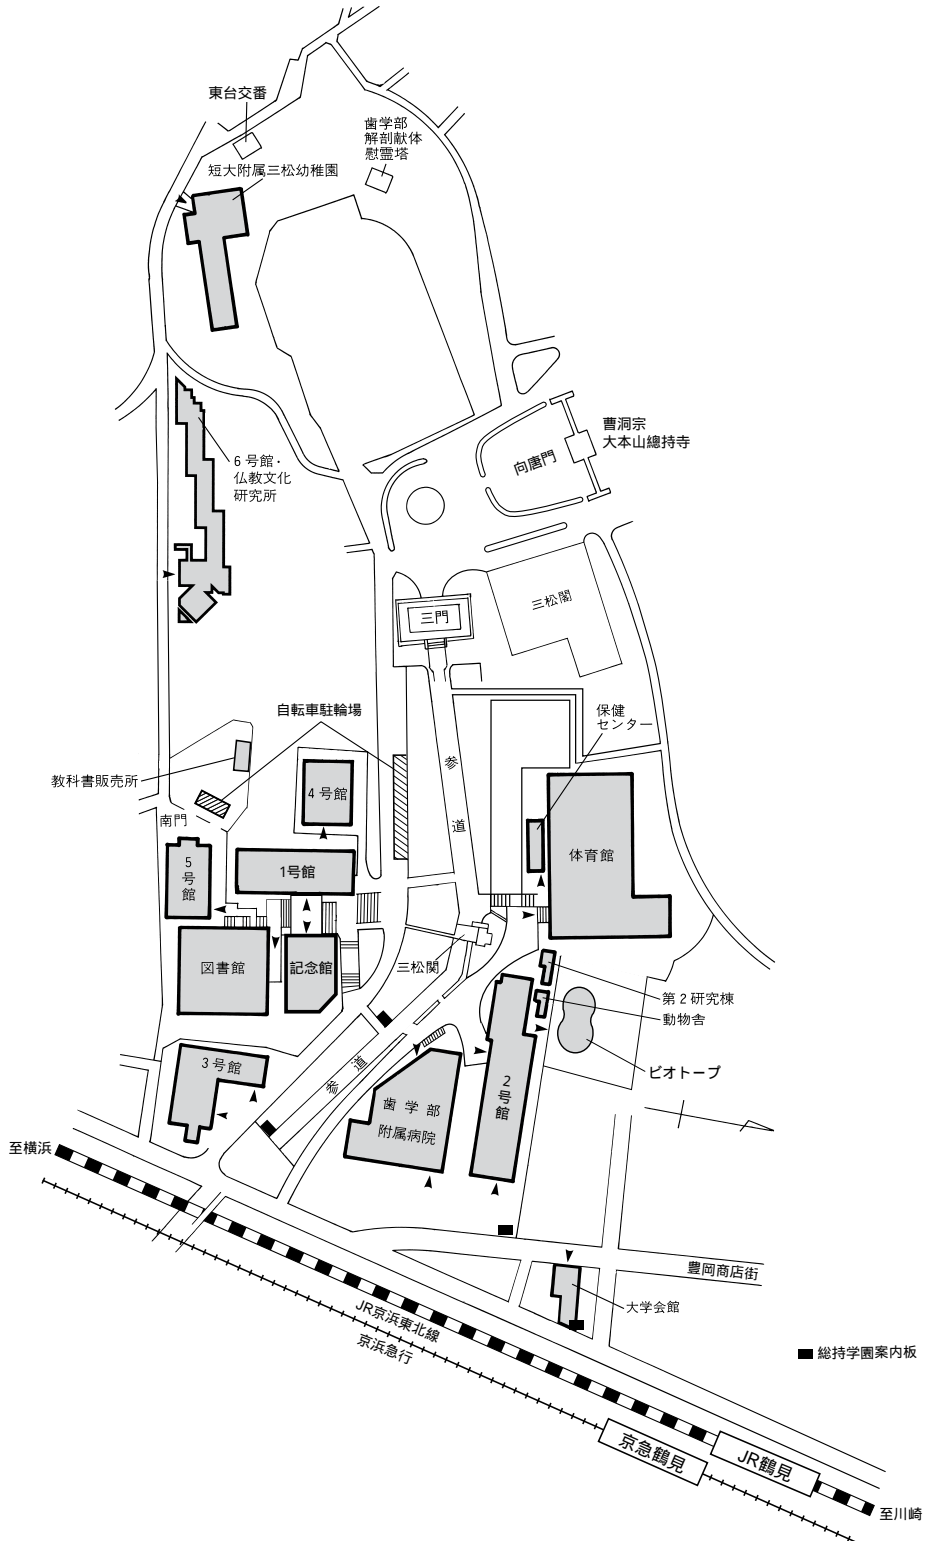 東台交番
歯学部
解剖献体
慰霊塔
短大附属三松幼稚園
曹洞宗
大本山總持寺
向唐門
6号館・
仏教文化
研究所
三松閣
三門
自転車駐輪場
保健
センター
参
道
教科書販売所
4号館
南門
5
号
館
1号館
体育館
図書館
記念館
三松関
第2研究棟
動物舎
ビオトープ
3号館
参
道
2
号
館
歯学部
附属病院
至横浜
豊岡商店街
大学会館
JR京浜東北線
京浜急行
総持学園案内板
京急鶴見
JR鶴見
至川崎